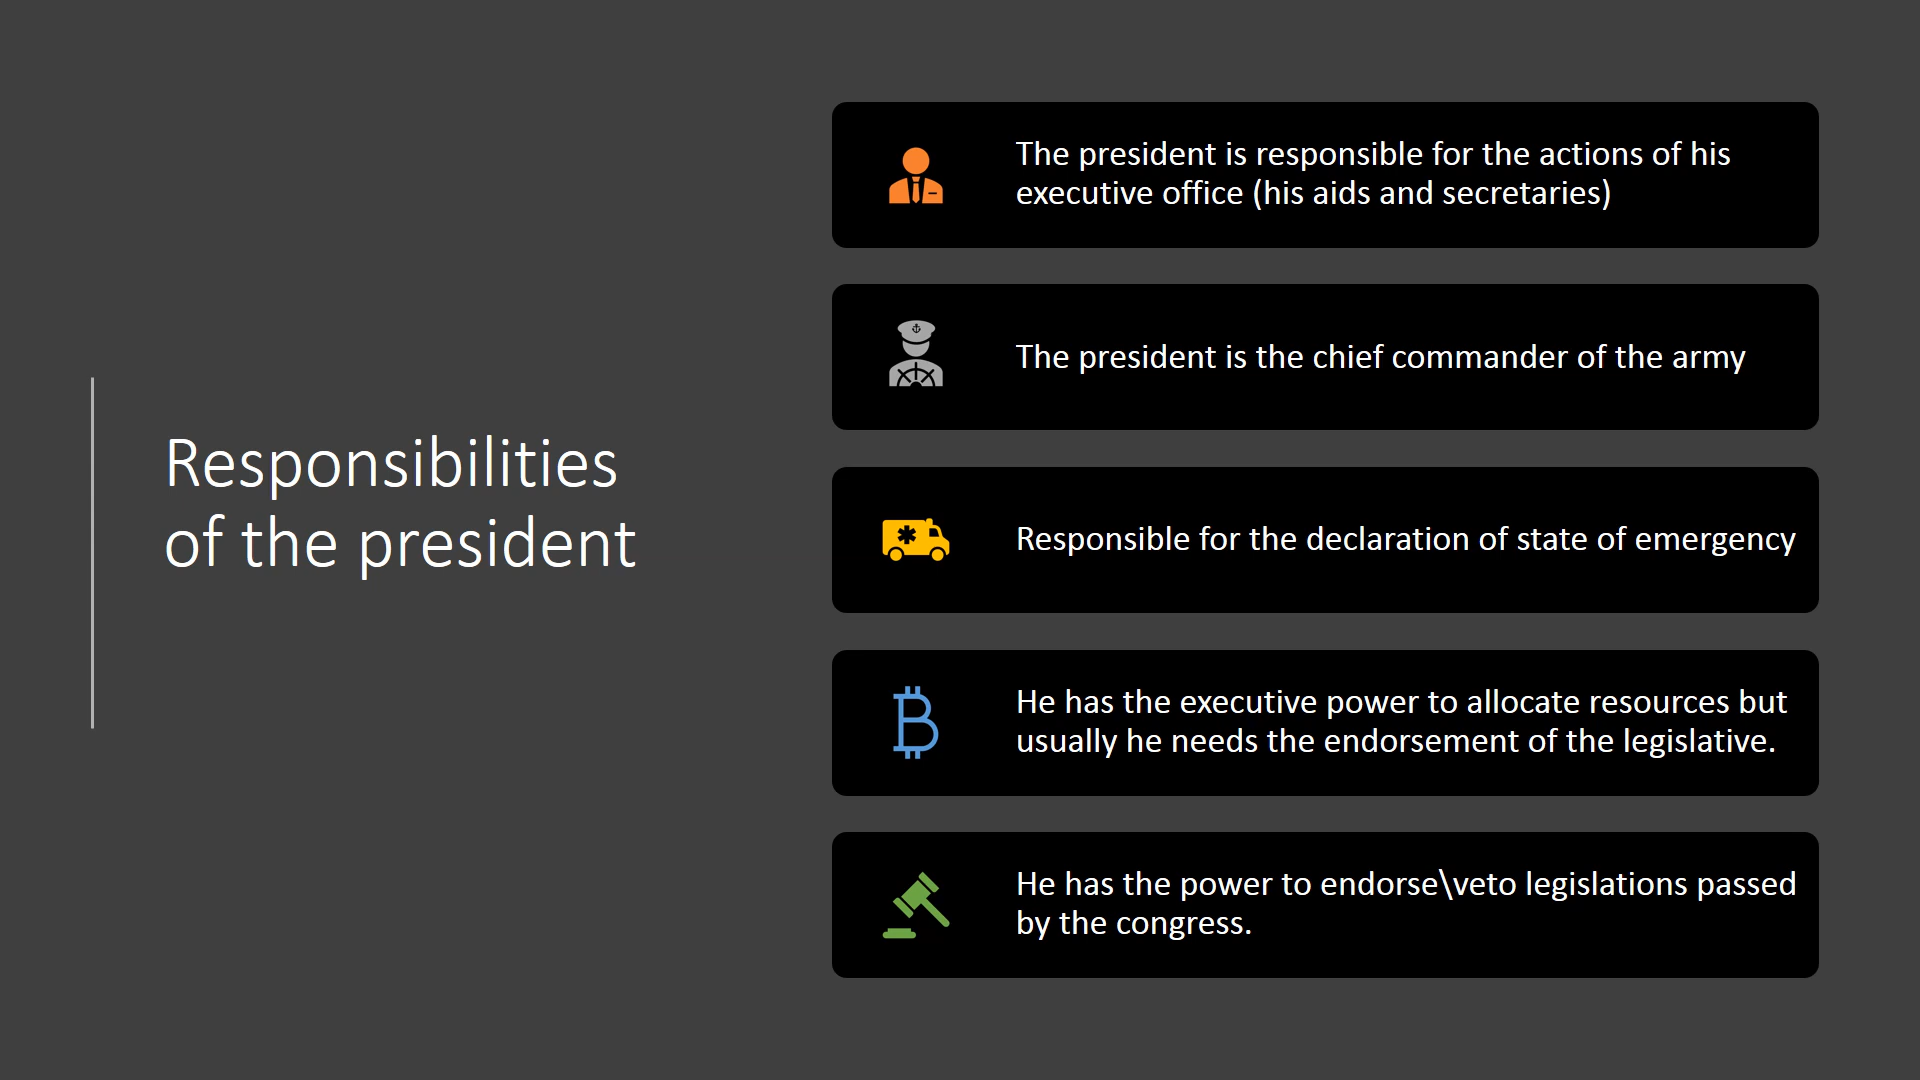 Responsibilities
of the president
The president is responsible for the actions of his
executive office (his aids and secretaries)
The president is the chief commander of the army
Responsible for the declaration of state of emergency
He has the executive power to allocate resources but
usually he needs the endorsement of the legislative.
He has the power to endorse\veto legislations passed
by the congress.